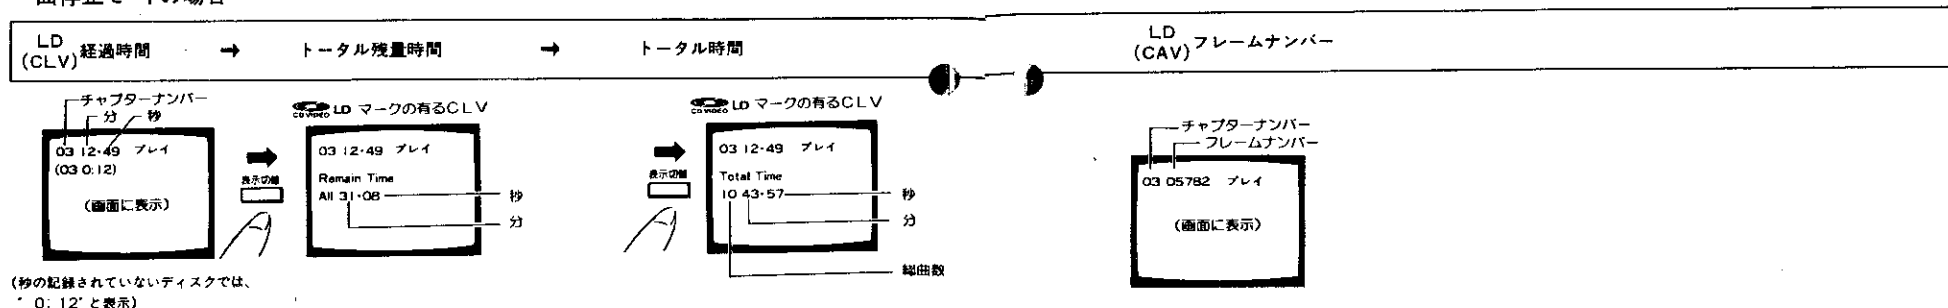 LD
(CLV) 経過時間 → トータル残量時間 → トータル時間
LD
(CAV) フレームナンバー
チャプターナンバー
分 秒
03 12・49 プレイ
(03 0:12)
(画面に表示)
表示切替
CD VIDEO LD マークの有るCLV
03 12・49 プレイ
Remain Time
All 31・08
秒
分
表示切替
CD VIDEO LD マークの有るCLV
03 12・49 プレイ
Total Time
10 43・57
秒
分
総曲数
チャプターナンバー
フレームナンバー
03 05782 プレイ
(画面に表示)
(秒の記録されていないディスクでは、
" 0: 12"と表示)